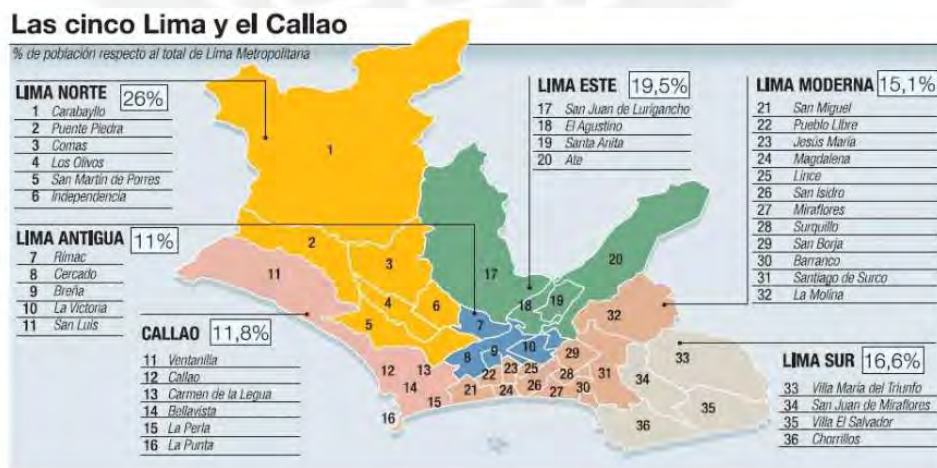 Las cinco Lima y el Callao
% de población respecto al total de Lima Metropolitana
LIMA NORTE 26%
1 Carabayllo
2 Puente Piedra
3 Comas
4 Los Olivos
5 San Martín de Porres
6 Independencia
LIMA ANTIGUA 11%
7 Rímac
8 Cercado
9 Breña
10 La Victoria
11 San Luis
CALLAO 11,8%
11 Ventanilla
12 Callao
13 Carmen de la Legua
14 Bellavista
15 La Perla
16 La Punta
LIMA ESTE 19,5%
17 San Juan de Lurigancho
18 El Agustino
19 Santa Anita
20 Ate
LIMA MODERNA 15,1%
21 San Miguel
22 Pueblo Libre
23 Jesús María
24 Magdalena
25 Lince
26 San Isidro
27 Miraflores
28 Surquillo
29 San Borja
30 Barranco
31 Santiago de Surco
32 La Molina
LIMA SUR 16,6%
33 Villa María del Triunfo
34 San Juan de Miraflores
35 Villa El Salvador
36 Chorrillos
1
2
3
4
5
6
7
8
9
10
11
12
13
14
15
16
17
18
19
20
21
22
23
24
25
26
27
28
29
30
31
32
33
34
35
36